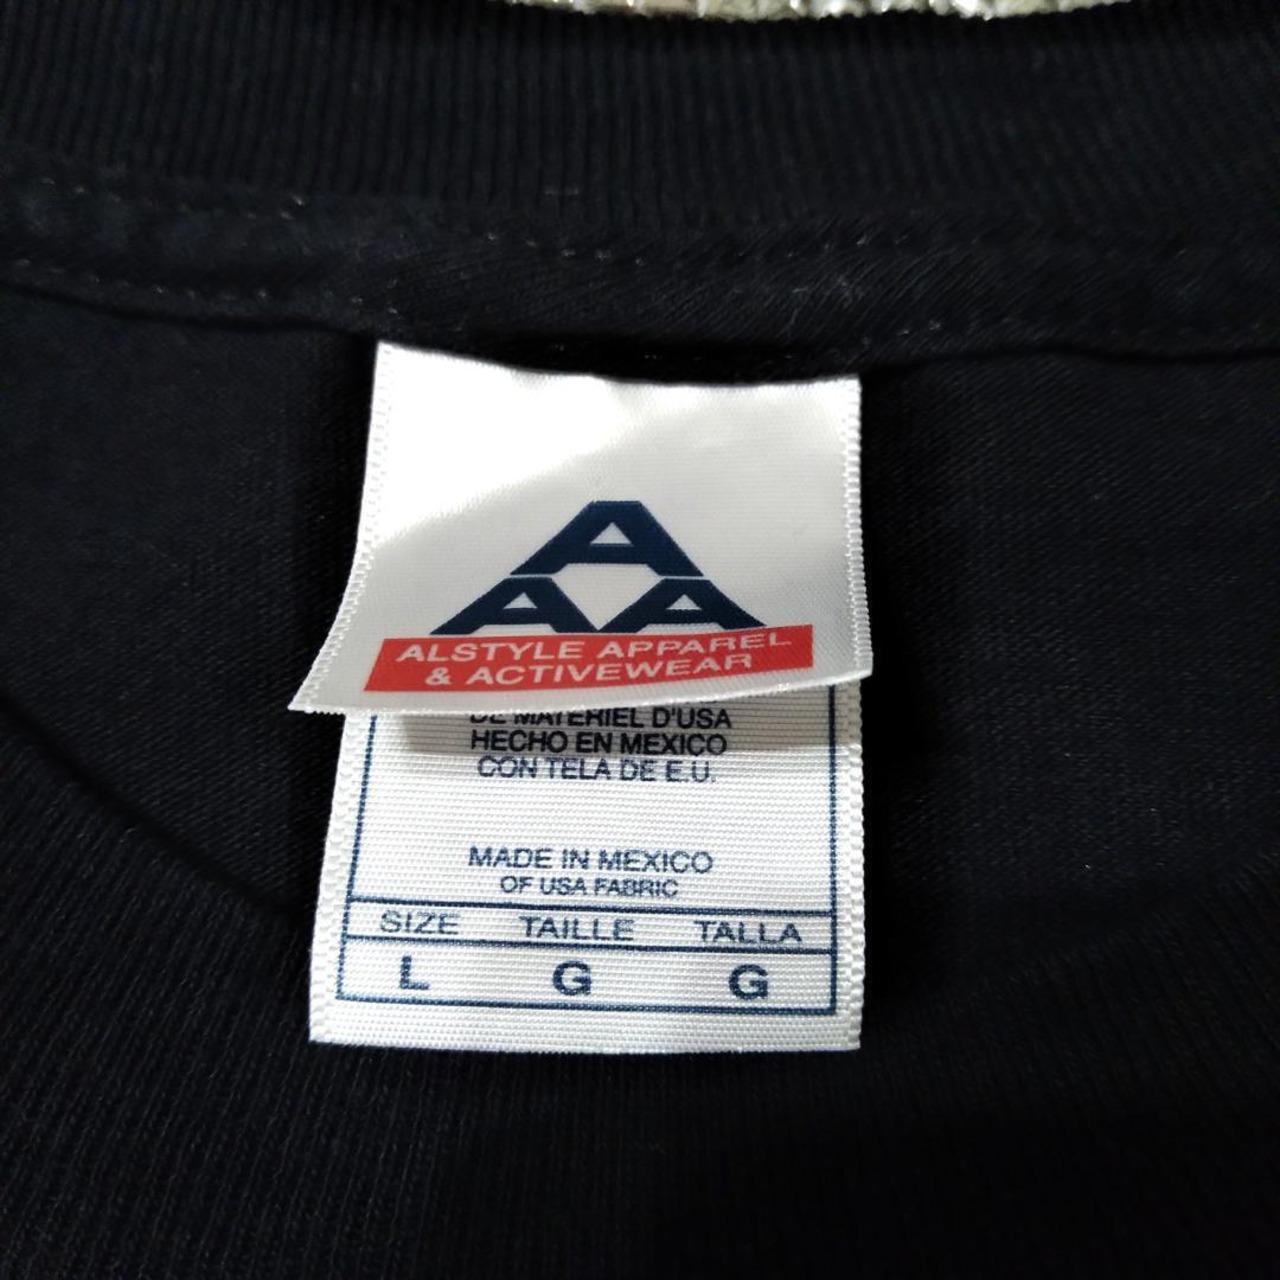 A
A A
ALSTYLE APPAREL
& ACTIVEWEAR
DE MATERIEL D'USA
HECHO EN MEXICO
CON TELA DE E.U.
MADE IN MEXICO
OF USA FABRIC
SIZE TAILLE TALLA
L G G